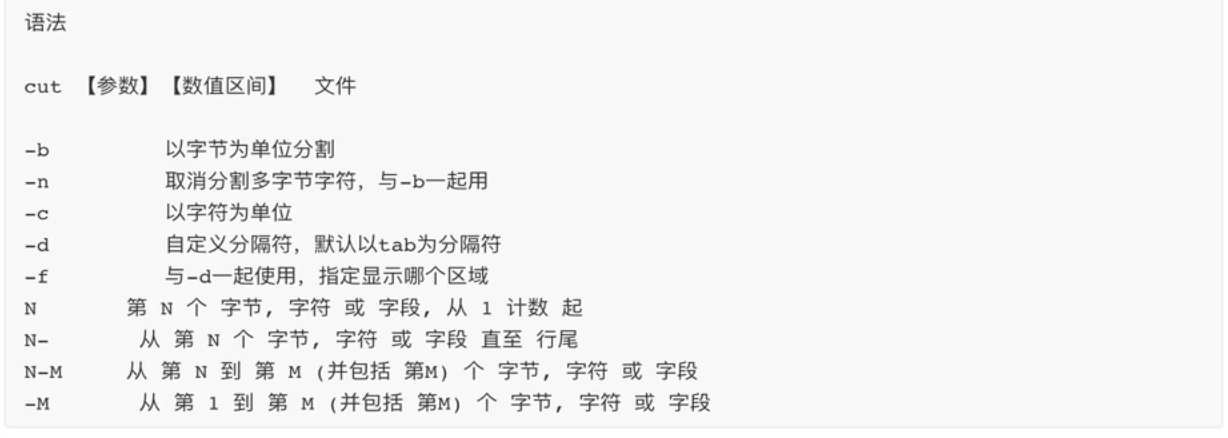 语法
cut 【参数】【数值区间】 文件
-b 以字节为单位分割
-n 取消分割多字节字符，与-b一起用
-c 以字符为单位
-d 自定义分隔符，默认以tab为分隔符
-f 与-d一起使用，指定显示哪个区域
N 第 N 个 字节, 字符 或 字段, 从 1 计数 起
N- 从 第 N 个 字节, 字符 或 字段 直至 行尾
N-M 从 第 N 到 第 M (并包括 第M) 个 字节, 字符 或 字段
-M 从 第 1 到 第 M (并包括 第M) 个 字节, 字符 或 字段